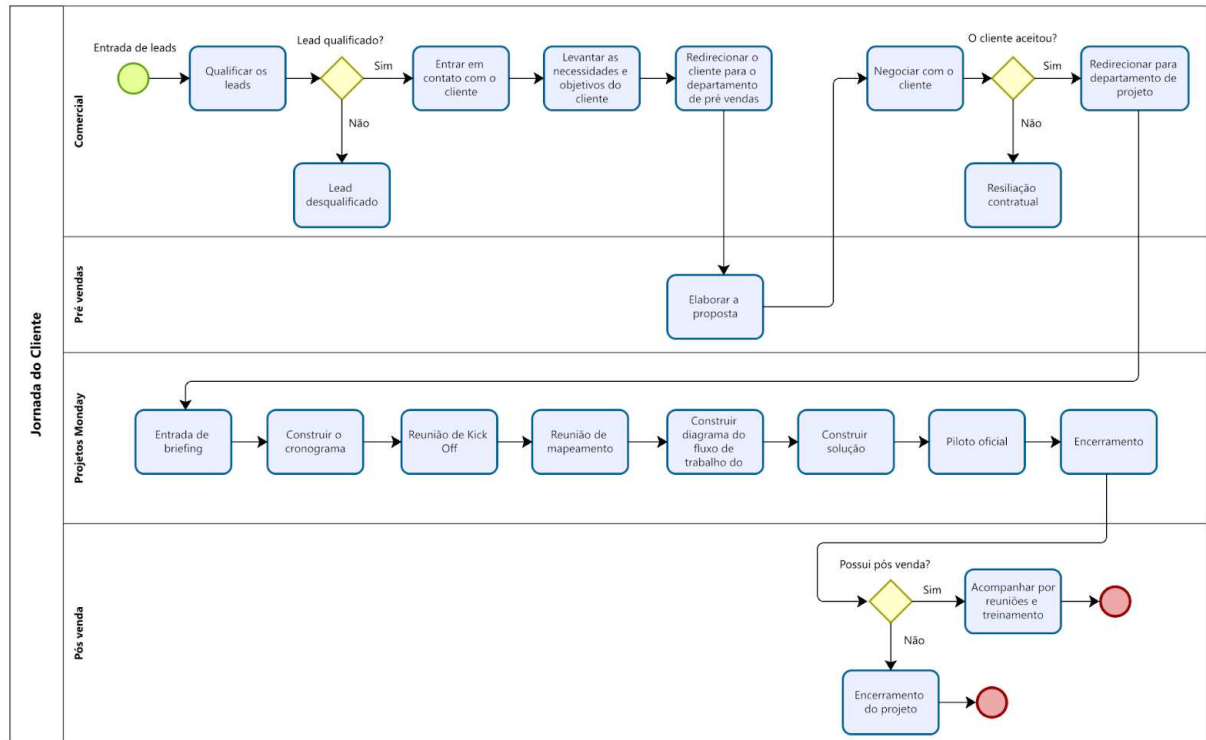 Jornada do Cliente
Comercial
Entrada de leads
Qualificar os
leads
Lead qualificado?
Sim
Não
Lead
desqualificado
Entrar em
contato com o
cliente
Levantar as
necessidades e
objetivos do
cliente
Redirecionar o
cliente para o
departamento
de pré vendas
Negociar com o
cliente
O cliente aceitou?
Sim
Não
Resiliação
contratual
Redirecionar para
departamento de
projeto
Pré vendas
Elaborar a
proposta
Projetos Monday
Entrada de
briefing
Construir o
cronograma
Reunião de Kick
Off
Reunião de
mapeamento
Construir
diagrama do
fluxo de
trabalho do
Construir
solução
Piloto oficial
Encerramento
Pós venda
Possui pós venda?
Sim
Não
Acompanhar por
reuniões e
treinamento
Encerramento
do projeto